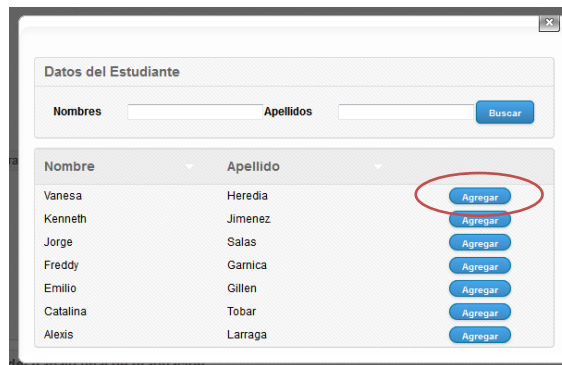 x
Datos del Estudiante
Nombres Apellidos Buscar
Nombre Apellido
Vanesa Heredia Agregar
Kenneth Jimenez Agregar
Jorge Salas Agregar
Freddy Garnica Agregar
Emilio Gillen Agregar
Catalina Tobar Agregar
Alexis Larraga Agregar